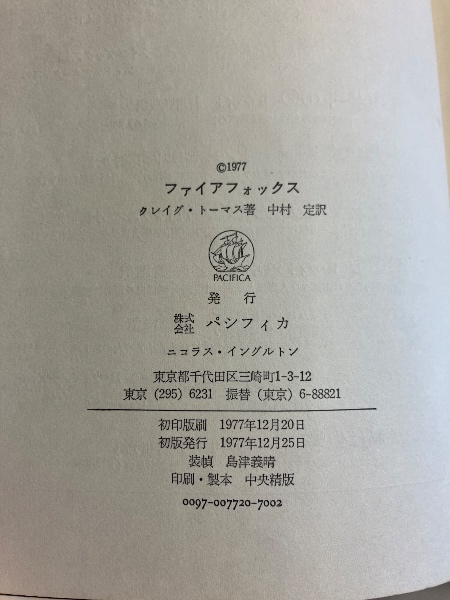 ©1977
ファイアフォックス
クレイグ・トーマス著 中村 定訳
PACIFICA
発 行
株式会社 パシフィカ
ニコラス・イングルトン
東京都千代田区三崎町1-3-12
東京 (295) 6231 振替 (東京) 6-88821
初印版刷 1977年12月20日
初版発行 1977年12月25日
装幀 島津義晴
印刷・製本 中央精版
0097-007720-7002